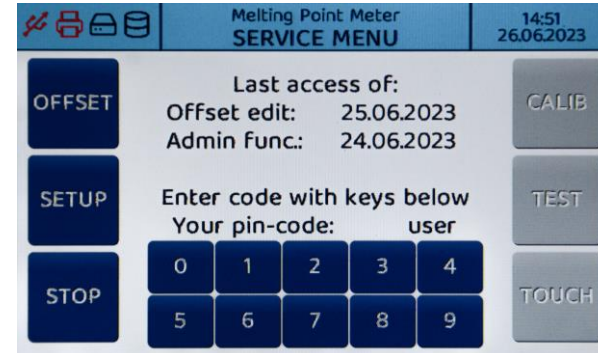 Melting Point Meter
SERVICE MENU
14:51
26.06.2023
OFFSET
Last access of:
Offset edit: 25.06.2023
Admin func.: 24.06.2023
CALIB
SETUP
Enter code with keys below
Your pin-code: user
TEST
STOP
0 1 2 3 4
5 6 7 8 9
TOUCH